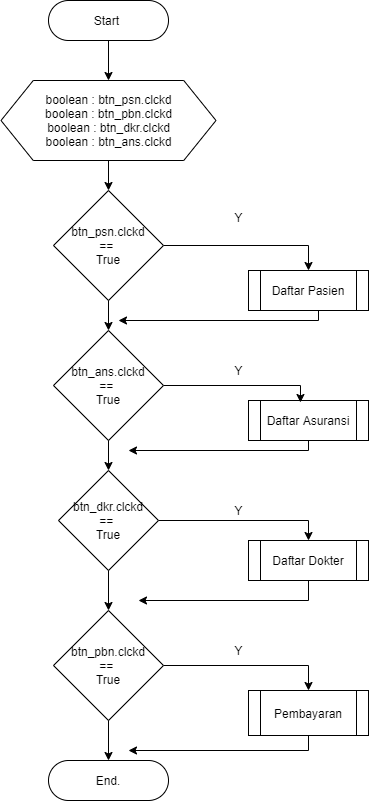 Start
boolean : btn_psn.clckd
boolean : btn_pbn.clckd
boolean : btn_dkr.clckd
boolean : btn_ans.clckd
btn_psn.clckd
==
True
Y
Daftar Pasien
btn_ans.clckd
==
True
Y
Daftar Asuransi
btn_dkr.clckd
==
True
Y
Daftar Dokter
btn_pbn.clckd
==
True
Y
Pembayaran
End.